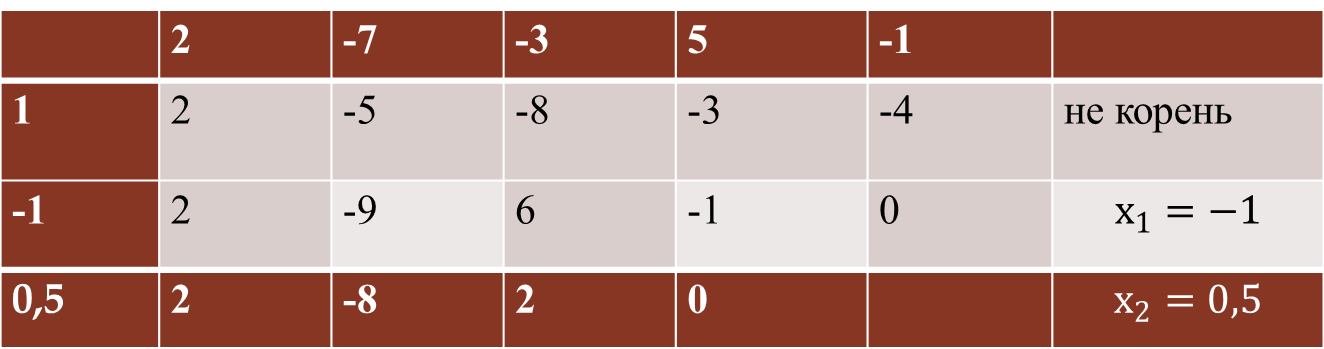 2 -7 -3 5 -1
1 2 -5 -8 -3 -4 не корень
-1 2 -9 6 -1 0 x₁ = −1
0,5 2 -8 2 0 x₂ = 0,5